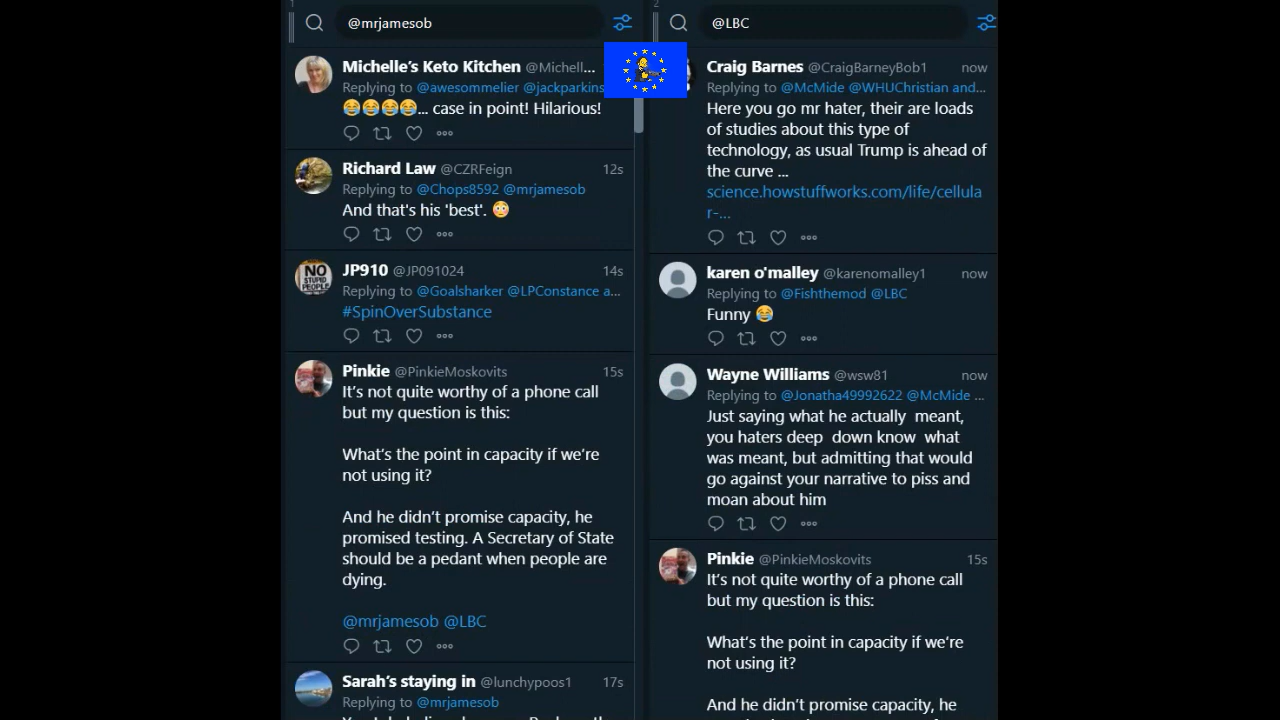 1
@mrjamesob
Michelle's Keto Kitchen @Michell...
Replying to @awesommelier @jackparkins
😂😂😂😂... case in point! Hilarious!
Richard Law @CZRFeign 12s
Replying to @Chops8592 @mrjamesob
And that's his 'best'. 😳
NO
STUPID
PEOPLE
JP910 @JP091024 14s
Replying to @Goalsharker @LPConstance a...
#SpinOverSubstance
Pinkie @PinkieMoskovits 15s
It's not quite worthy of a phone call
but my question is this:
What's the point in capacity if we're
not using it?
And he didn't promise capacity, he
promised testing. A Secretary of State
should be a pedant when people are
dying.
@mrjamesob @LBC
Sarah's staying in @lunchypoos1 17s
Replying to @mrjamesob
2
@LBC
Craig Barnes @CraigBarneyBob1 now
Replying to @McMide @WHUChristian and...
Here you go mr hater, their are loads
of studies about this type of
technology, as usual Trump is ahead of
the curve ...
science.howstuffworks.com/life/cellula
r-...
karen o'malley @karenomalley1 now
Replying to @Fishthemod @LBC
Funny 😂
Wayne Williams @wsw81 now
Replying to @Jonatha49992622 @McMide ...
Just saying what he actually  meant,
you haters deep  down know  what
was meant, but admitting that would
go against your narrative to piss and
moan about him
Pinkie @PinkieMoskovits 15s
It's not quite worthy of a phone call
but my question is this:
What's the point in capacity if we're
not using it?
And he didn't promise capacity, he